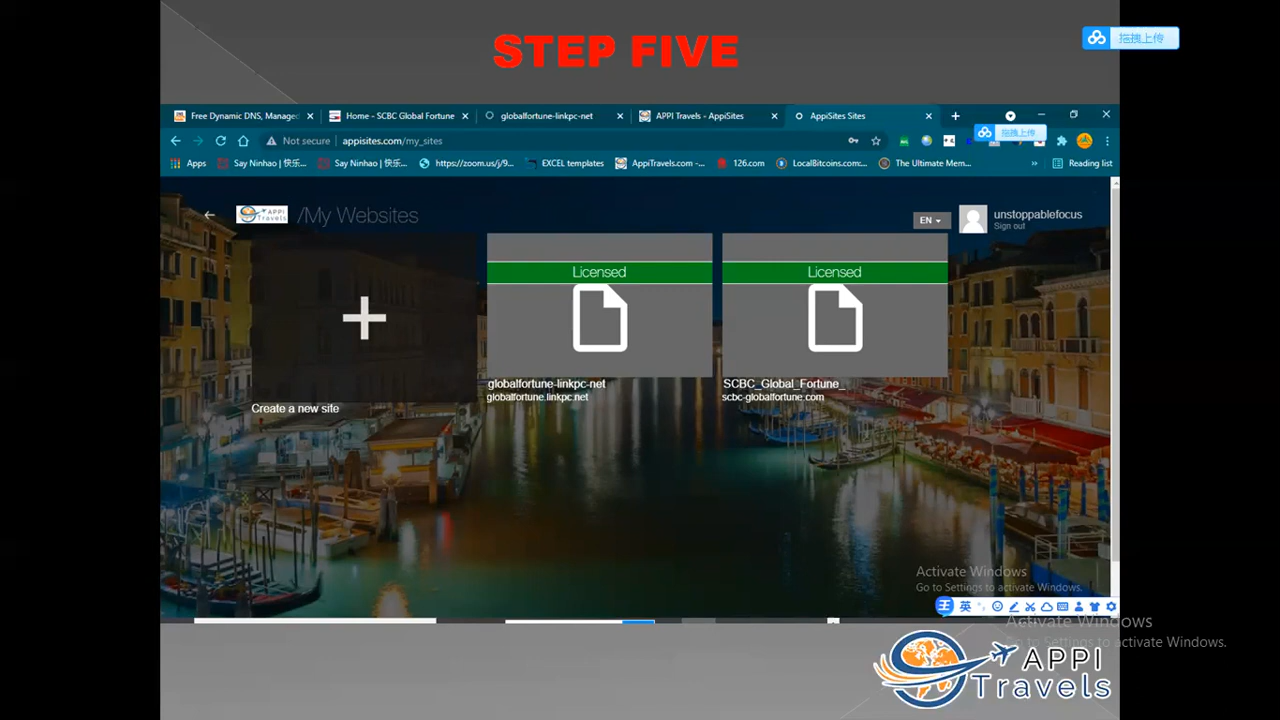 STEP FIVE
拖拽上传
Free Dynamic DNS, Manage
Home - SCBC Global Fortune
globalfortune-linkpc-net
APPI Travels - AppiSites
AppiSites Sites
Not secure
appisites.com/my_sites
拖拽上传
Apps
Say Ninhao | 快乐...
Say Ninhao | 快乐...
https://zoom.us/j/9...
EXCEL templates
AppiTravels.com -...
126.com
LocalBitcoins.com:...
The Ultimate Mem...
»
Reading list
APPI Travels
/My Websites
EN
unstoppablefocus
Sign out
Licensed
Licensed
globalfortune-linkpc-net
globalfortune.linkpc.net
SCBC_Global_Fortune_
scbc-globalfortune.com
Create a new site
Activate Windows
Go to Settings to activate Windows.
王 英
Activate Windows
Go to Settings to activate Windows.
APPI
Travels